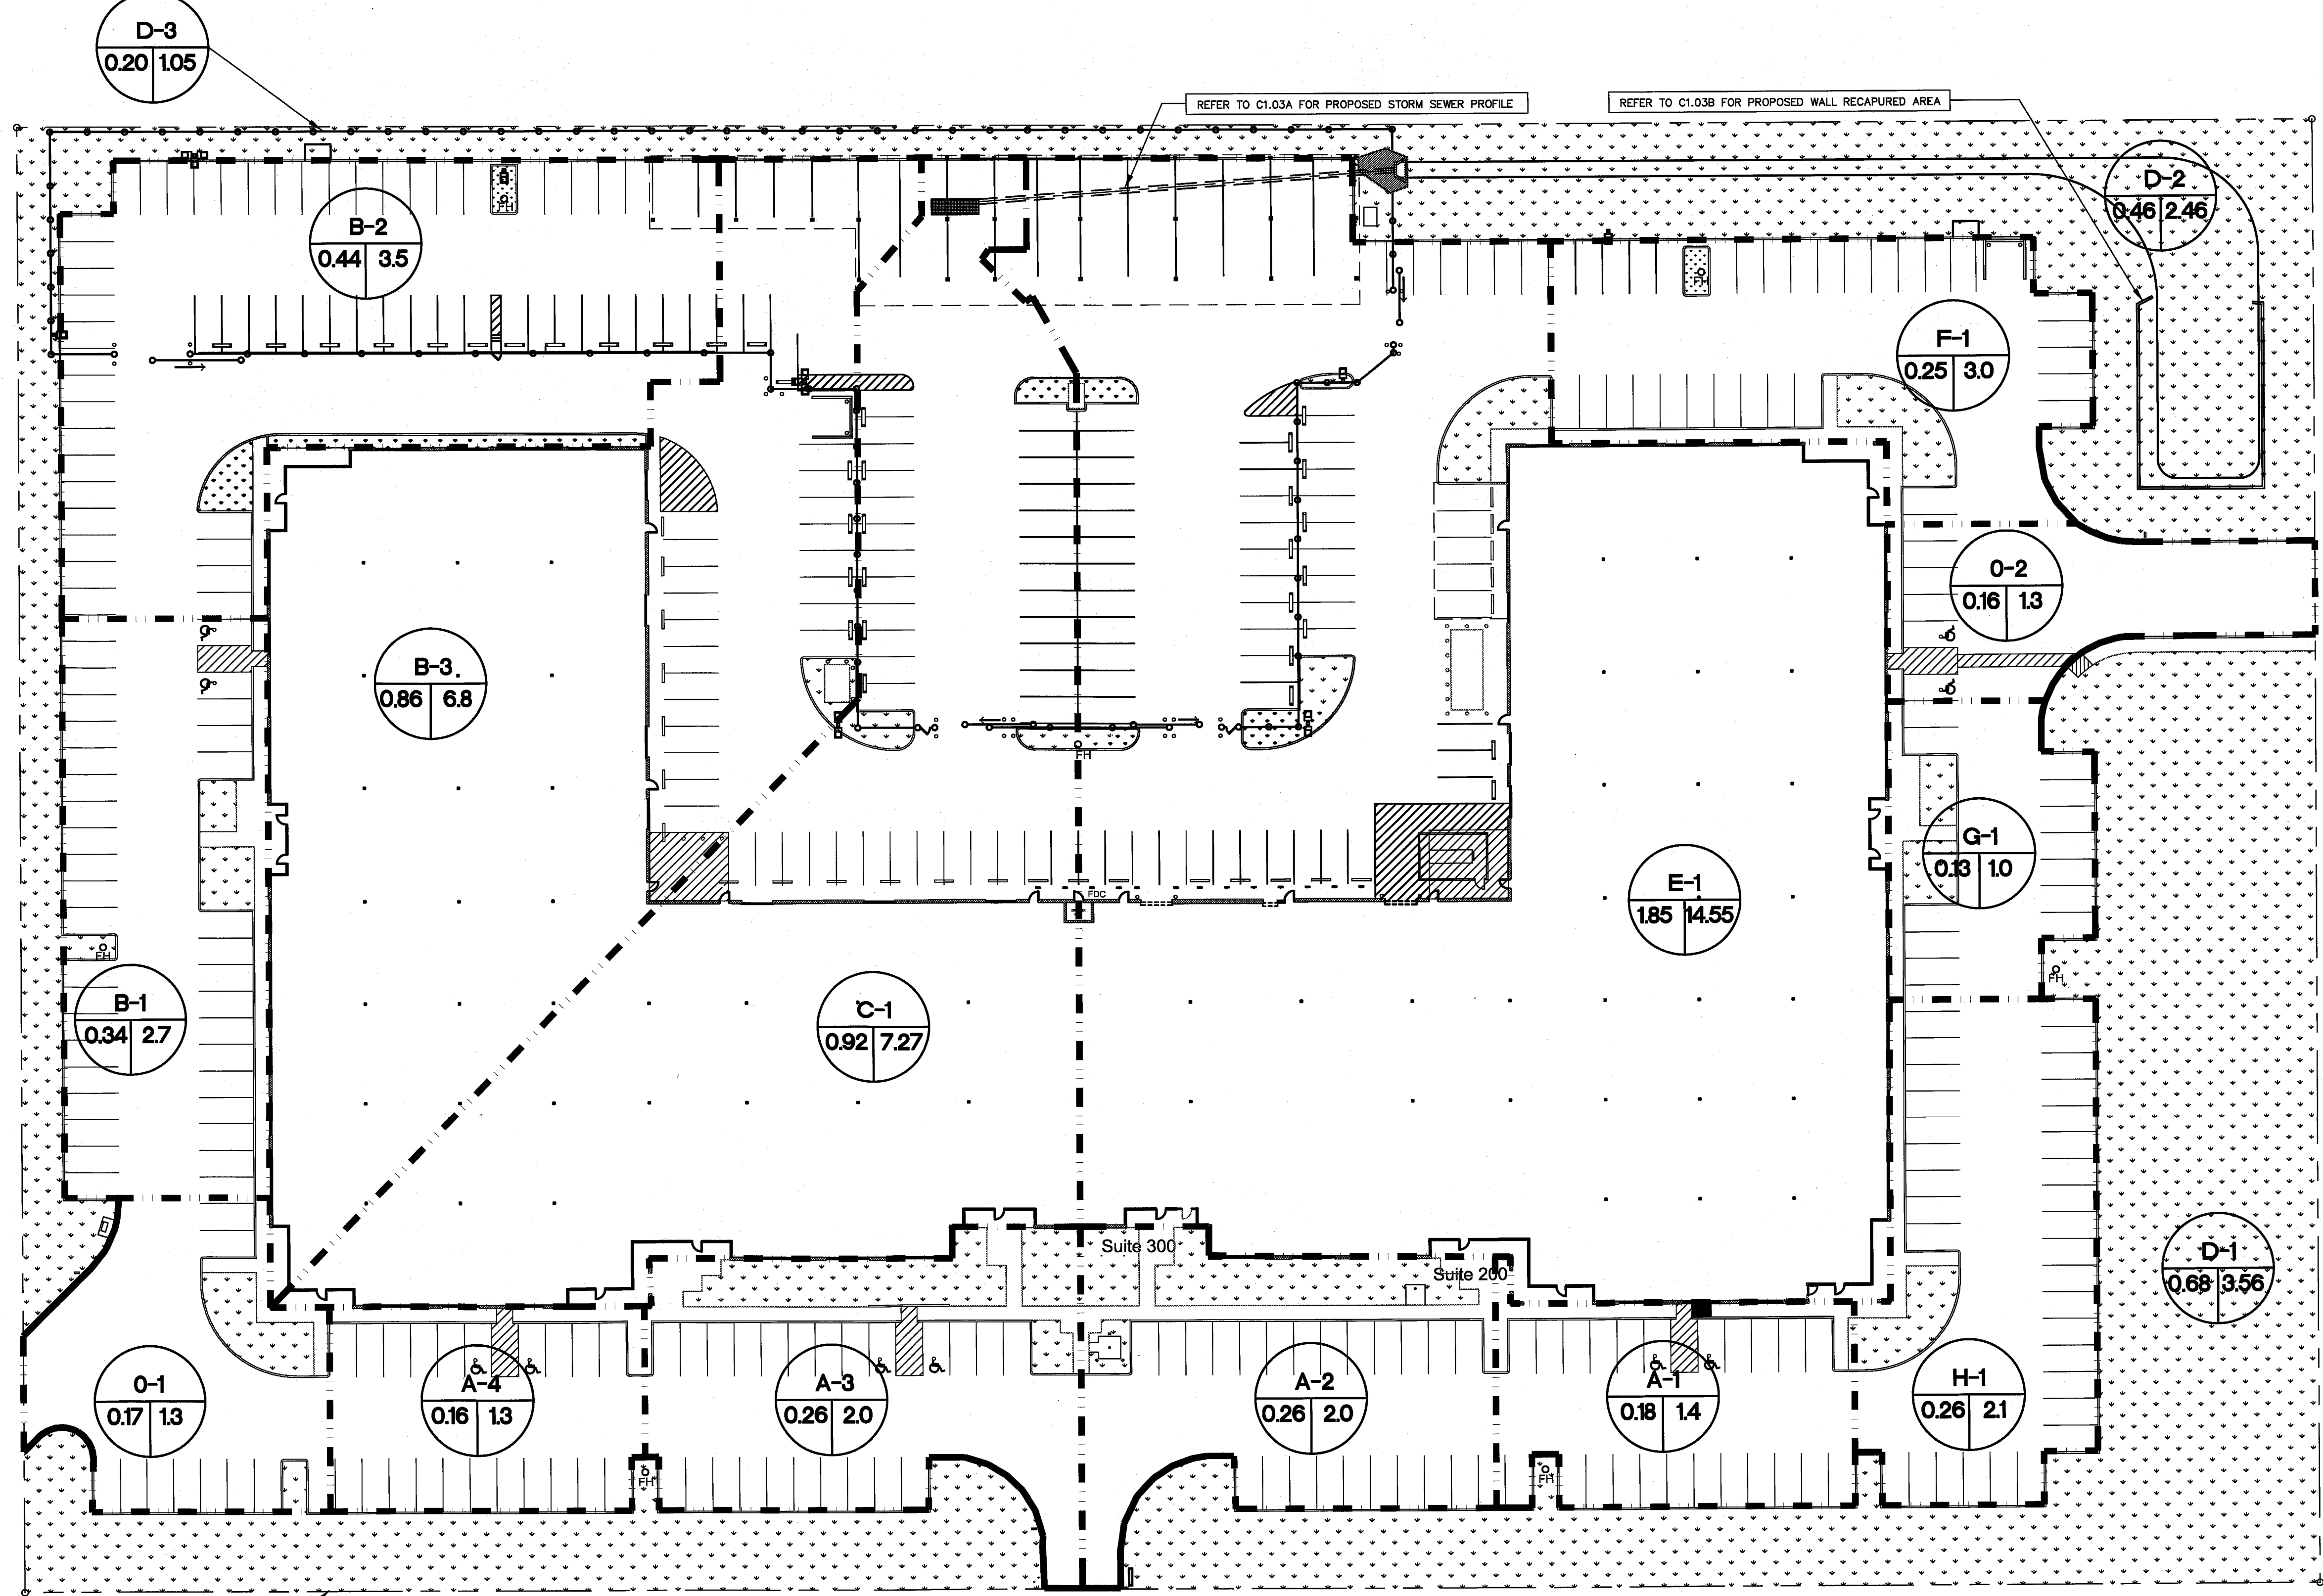 D-3
0.20 1.05
REFER TO C1.03A FOR PROPOSED STORM SEWER PROFILE
REFER TO C1.03B FOR PROPOSED WALL RECAPURED AREA
D-2
0.46 2.46
B-2
0.44 3.5
FH
FH
F-1
0.25 3.0
0-2
0.16 1.3
B-3
0.86 6.8
FH
G-1
0.13 1.0
E-1
1.85 14.55
FDC
FH
B-1
0.34 2.7
C-1
0.92 7.27
FH
Suite 300
Suite 200
D-1
0.68 3.56
0-1
0.17 1.3
A-4
0.16 1.3
A-3
0.26 2.0
A-2
0.26 2.0
A-1
0.18 1.4
H-1
0.26 2.1
FH
FH